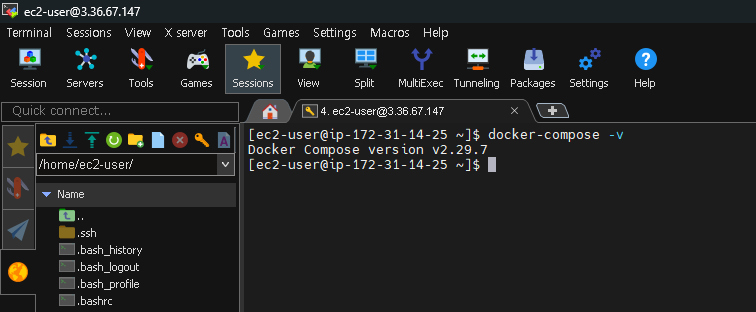 ec2-user@3.36.67.147
Terminal Sessions View X server Tools Games Settings Macros Help
Session Servers Tools Games Sessions View Split MultiExec Tunneling Packages Settings Help
Quick connect...
4. ec2-user@3.36.67.147
/home/ec2-user/
Name
..
.ssh
.bash_history
.bash_logout
.bash_profile
.bashrc
[ec2-user@ip-172-31-14-25 ~]$ docker-compose -v
Docker Compose version v2.29.7
[ec2-user@ip-172-31-14-25 ~]$